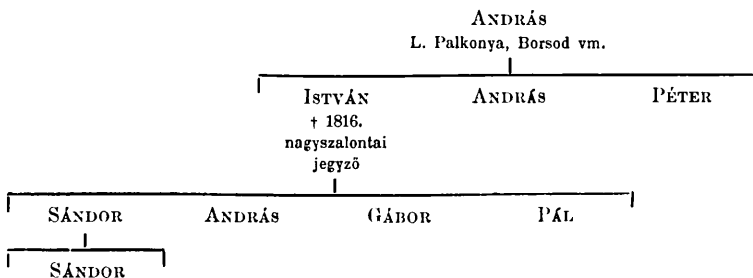 ANDRÁS
L. Palkonya, Borsod vm.
ISTVÁN ANDRÁS PÉTER
† 1816.
nagyszalontai
jegyző
SÁNDOR ANDRÁS GÁBOR PÁL
SÁNDOR